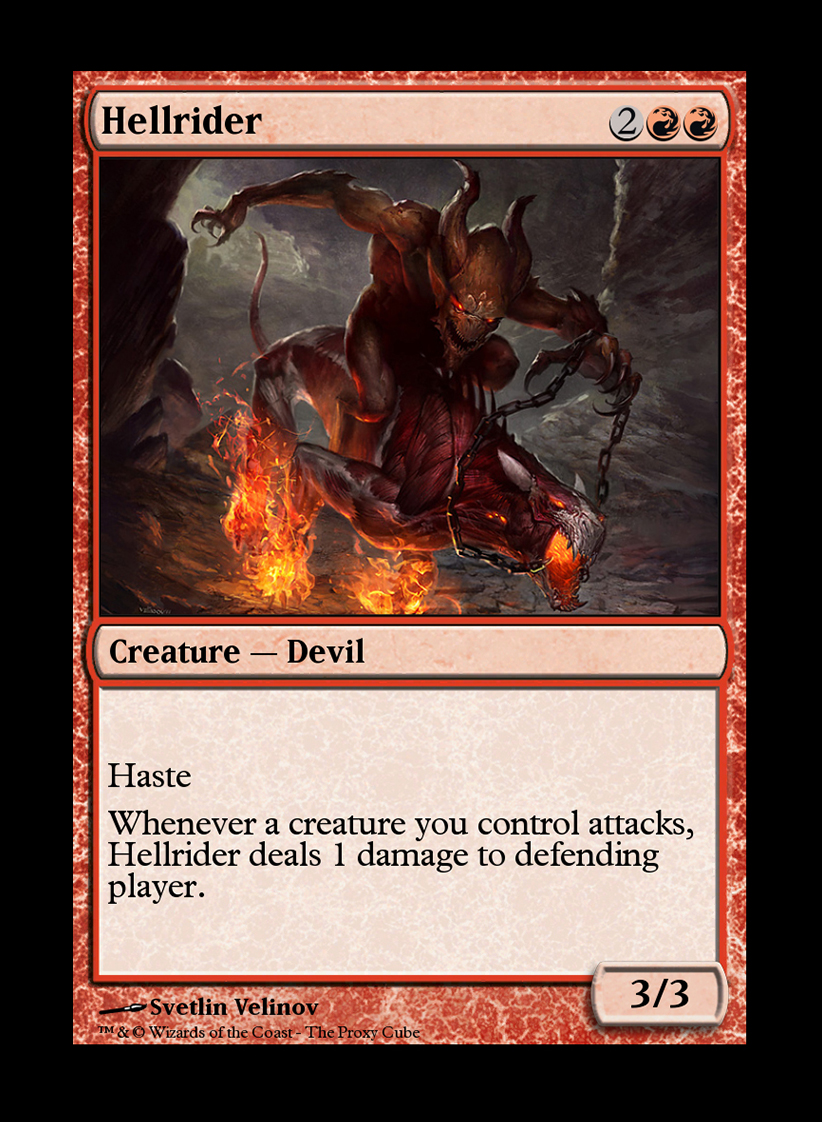 Hellrider 2
Creature — Devil
Haste
Whenever a creature you control attacks,
Hellrider deals 1 damage to defending
player.
3/3
Svetlin Velinov
™ & © Wizards of the Coast - The Proxy Cube